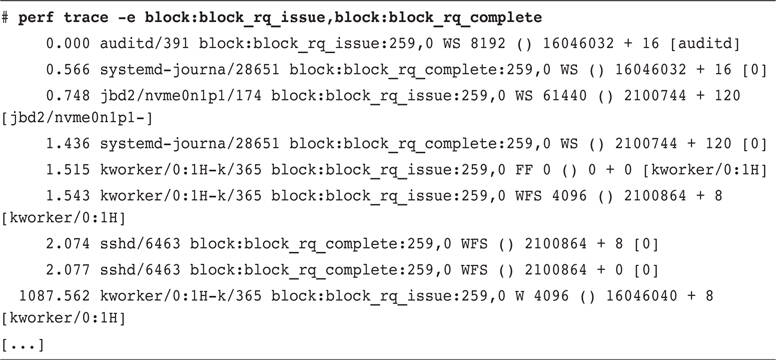 # perf trace -e block:block_rq_issue,block:block_rq_complete
0.000 auditd/391 block:block_rq_issue:259,0 WS 8192 () 16046032 + 16 [auditd]
0.566 systemd-journa/28651 block:block_rq_complete:259,0 WS () 16046032 + 16 [0]
0.748 jbd2/nvme0n1p1/174 block:block_rq_issue:259,0 WS 61440 () 2100744 + 120
[jbd2/nvme0n1p1-]
1.436 systemd-journa/28651 block:block_rq_complete:259,0 WS () 2100744 + 120 [0]
1.515 kworker/0:1H-k/365 block:block_rq_issue:259,0 FF 0 () 0 + 0 [kworker/0:1H]
1.543 kworker/0:1H-k/365 block:block_rq_issue:259,0 WFS 4096 () 2100864 + 8
[kworker/0:1H]
2.074 sshd/6463 block:block_rq_complete:259,0 WFS () 2100864 + 8 [0]
2.077 sshd/6463 block:block_rq_complete:259,0 WFS () 2100864 + 0 [0]
1087.562 kworker/0:1H-k/365 block:block_rq_issue:259,0 W 4096 () 16046040 + 8
[kworker/0:1H]
[...]